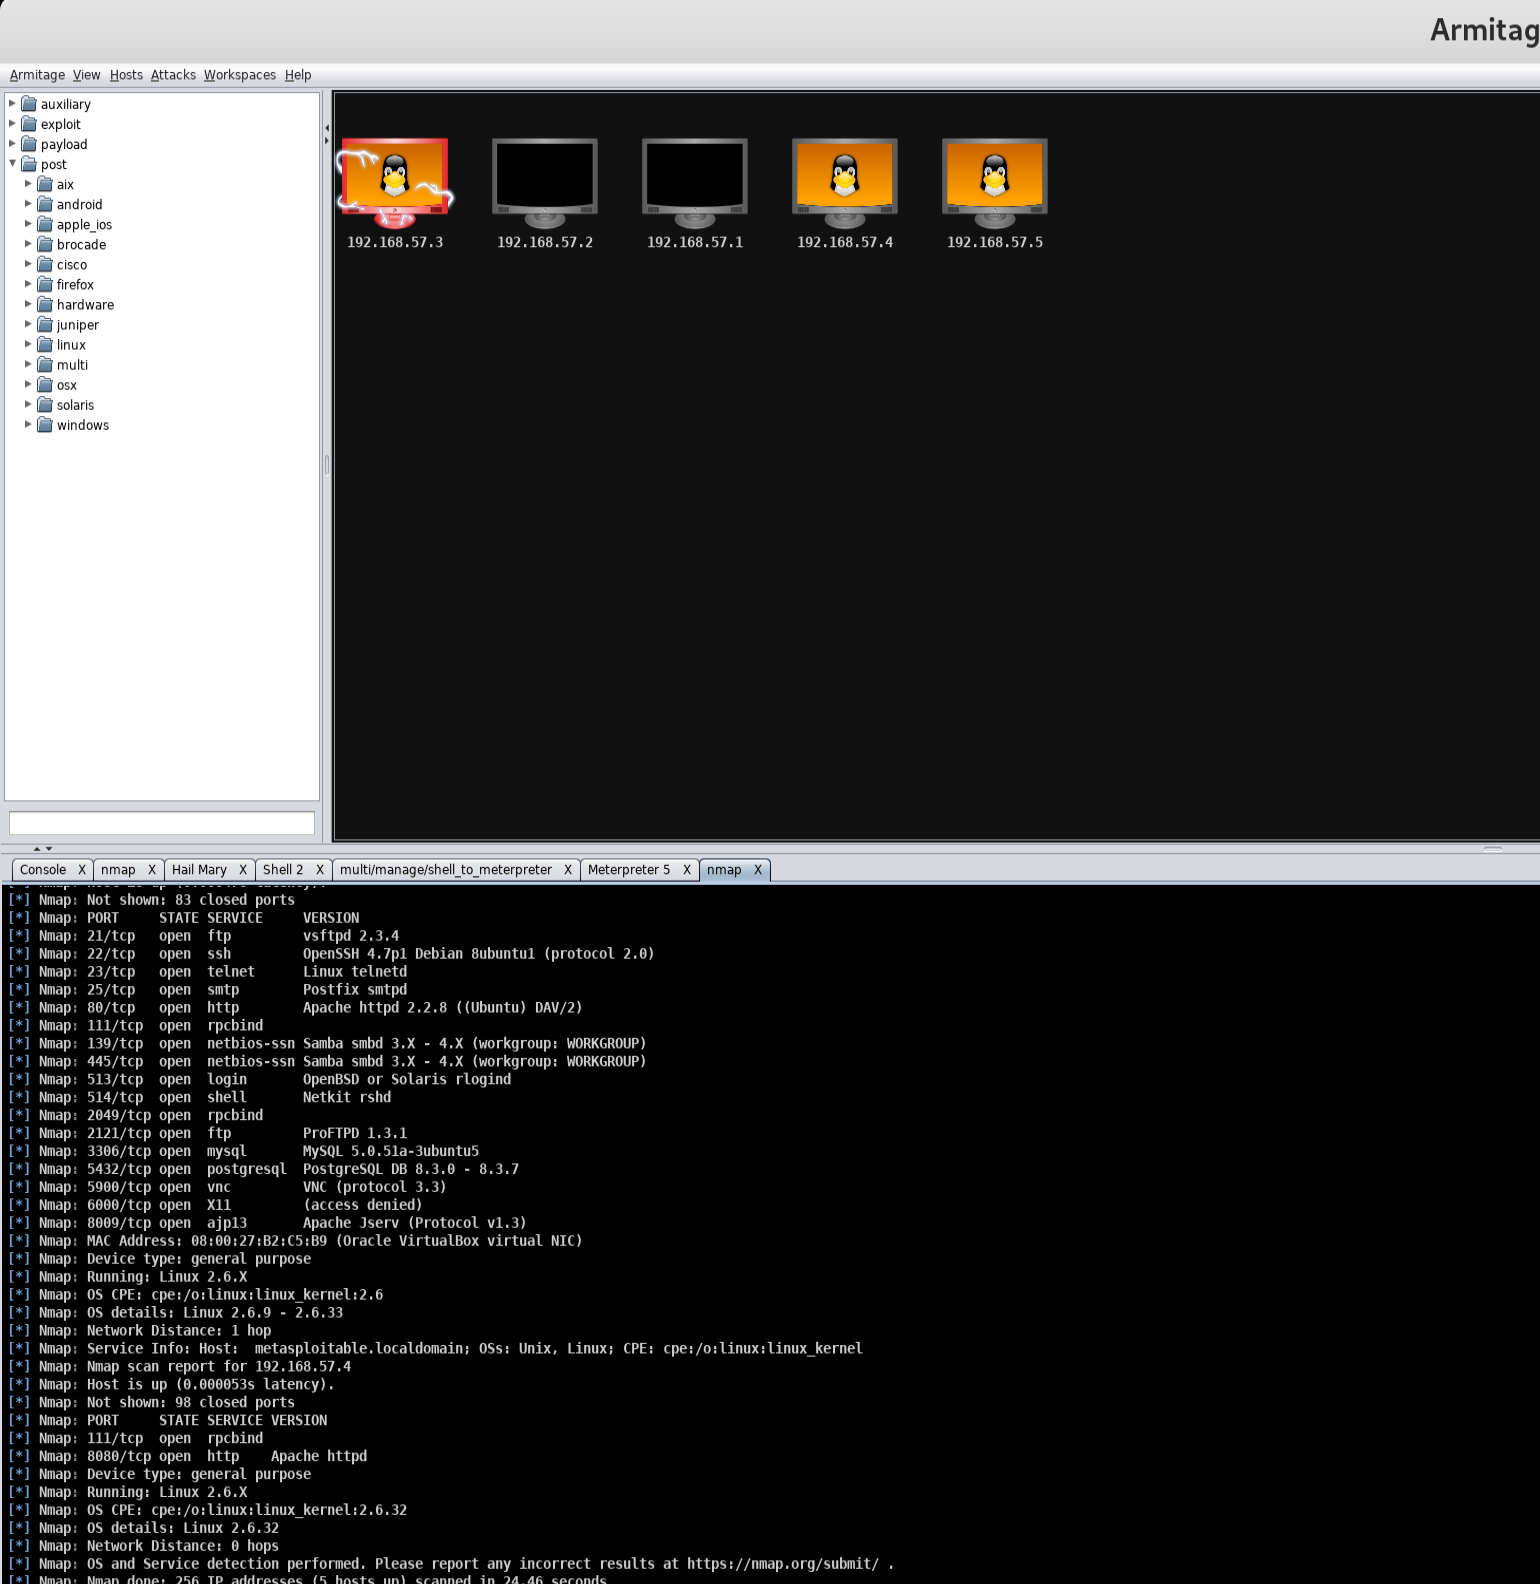 Armitag
Armitage View Hosts Attacks Workspaces Help
auxiliary
exploit
payload
post
aix
android
apple_ios
brocade
cisco
firefox
hardware
juniper
linux
multi
osx
solaris
windows
192.168.57.3 192.168.57.2 192.168.57.1 192.168.57.4 192.168.57.5
Console X nmap X Hail Mary X Shell 2 X multi/manage/shell_to_meterpreter X Meterpreter 5 X nmap X
[*] Nmap: Not shown: 83 closed ports
[*] Nmap: PORT     STATE SERVICE     VERSION
[*] Nmap: 21/tcp   open  ftp         vsftpd 2.3.4
[*] Nmap: 22/tcp   open  ssh         OpenSSH 4.7p1 Debian 8ubuntu1 (protocol 2.0)
[*] Nmap: 23/tcp   open  telnet      Linux telnetd
[*] Nmap: 25/tcp   open  smtp        Postfix smtpd
[*] Nmap: 80/tcp   open  http        Apache httpd 2.2.8 ((Ubuntu) DAV/2)
[*] Nmap: 111/tcp  open  rpcbind
[*] Nmap: 139/tcp  open  netbios-ssn Samba smbd 3.X - 4.X (workgroup: WORKGROUP)
[*] Nmap: 445/tcp  open  netbios-ssn Samba smbd 3.X - 4.X (workgroup: WORKGROUP)
[*] Nmap: 513/tcp  open  login       OpenBSD or Solaris rlogind
[*] Nmap: 514/tcp  open  shell       Netkit rshd
[*] Nmap: 2049/tcp open  rpcbind
[*] Nmap: 2121/tcp open  ftp         ProFTPD 1.3.1
[*] Nmap: 3306/tcp open  mysql       MySQL 5.0.51a-3ubuntu5
[*] Nmap: 5432/tcp open  postgresql  PostgreSQL DB 8.3.0 - 8.3.7
[*] Nmap: 5900/tcp open  vnc         VNC (protocol 3.3)
[*] Nmap: 6000/tcp open  X11         (access denied)
[*] Nmap: 8009/tcp open  ajp13       Apache Jserv (Protocol v1.3)
[*] Nmap: MAC Address: 08:00:27:B2:C5:B9 (Oracle VirtualBox virtual NIC)
[*] Nmap: Device type: general purpose
[*] Nmap: Running: Linux 2.6.X
[*] Nmap: OS CPE: cpe:/o:linux:linux_kernel:2.6
[*] Nmap: OS details: Linux 2.6.9 - 2.6.33
[*] Nmap: Network Distance: 1 hop
[*] Nmap: Service Info: Host:  metasploitable.localdomain; OSs: Unix, Linux; CPE: cpe:/o:linux:linux_kernel
[*] Nmap: Nmap scan report for 192.168.57.4
[*] Nmap: Host is up (0.000053s latency).
[*] Nmap: Not shown: 98 closed ports
[*] Nmap: PORT     STATE SERVICE VERSION
[*] Nmap: 111/tcp  open  rpcbind
[*] Nmap: 8080/tcp open  http    Apache httpd
[*] Nmap: Device type: general purpose
[*] Nmap: Running: Linux 2.6.X
[*] Nmap: OS CPE: cpe:/o:linux:linux_kernel:2.6.32
[*] Nmap: OS details: Linux 2.6.32
[*] Nmap: Network Distance: 0 hops
[*] Nmap: OS and Service detection performed. Please report any incorrect results at https://nmap.org/submit/ .
[*] Nmap: Nmap done: 256 IP addresses (5 hosts up) scanned in 24.46 seconds